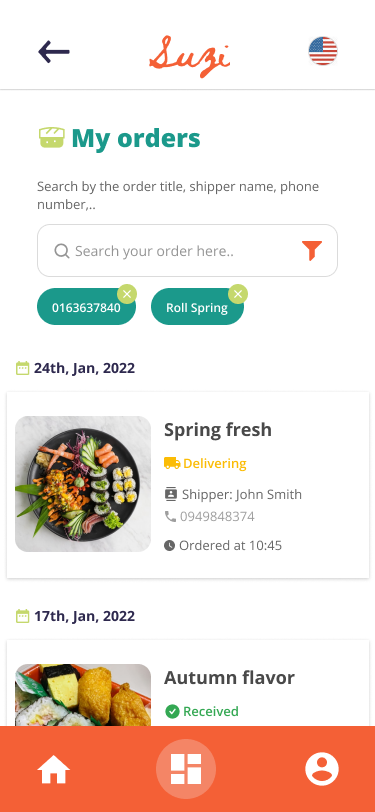 Suzi
My orders
Search by the order title, shipper name, phone
number,..
Search your order here..
0163637840
Roll Spring
24th, Jan, 2022
Spring fresh
Delivering
Shipper: John Smith
0949848374
Ordered at 10:45
17th, Jan, 2022
Autumn flavor
Received